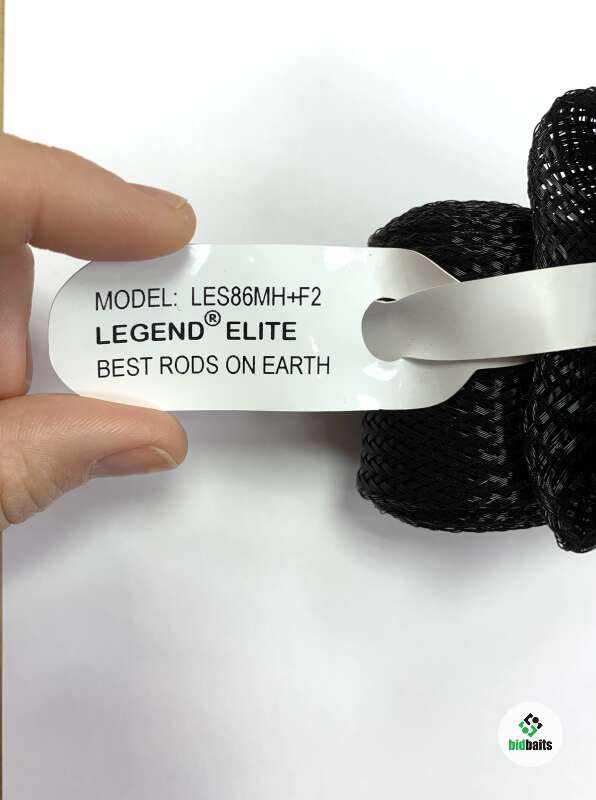 MODEL: LES86MH+F2
LEGEND® ELITE
BEST RODS ON EARTH
bidbaits